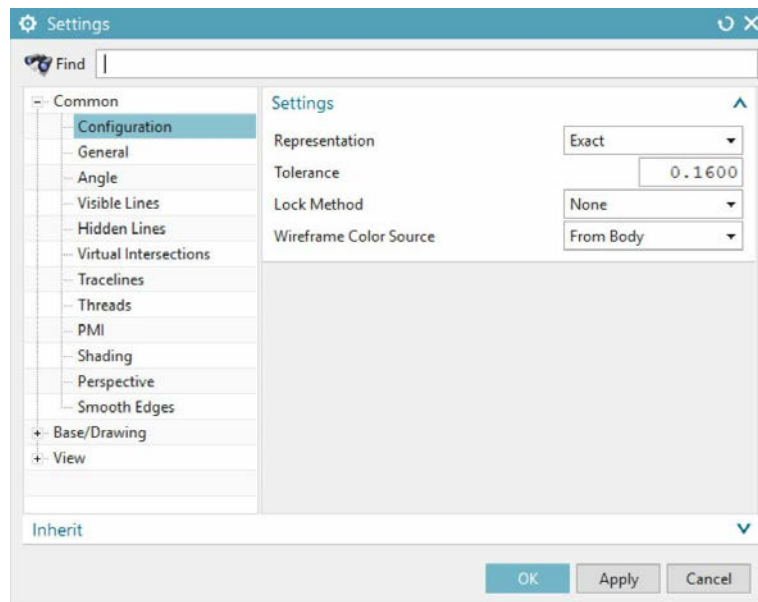 Settings
Find
Common
Configuration
General
Angle
Visible Lines
Hidden Lines
Virtual Intersections
Tracelines
Threads
PMI
Shading
Perspective
Smooth Edges
Base/Drawing
View
Settings
Representation Exact
Tolerance 0.1600
Lock Method None
Wireframe Color Source From Body
Inherit
OK Apply Cancel